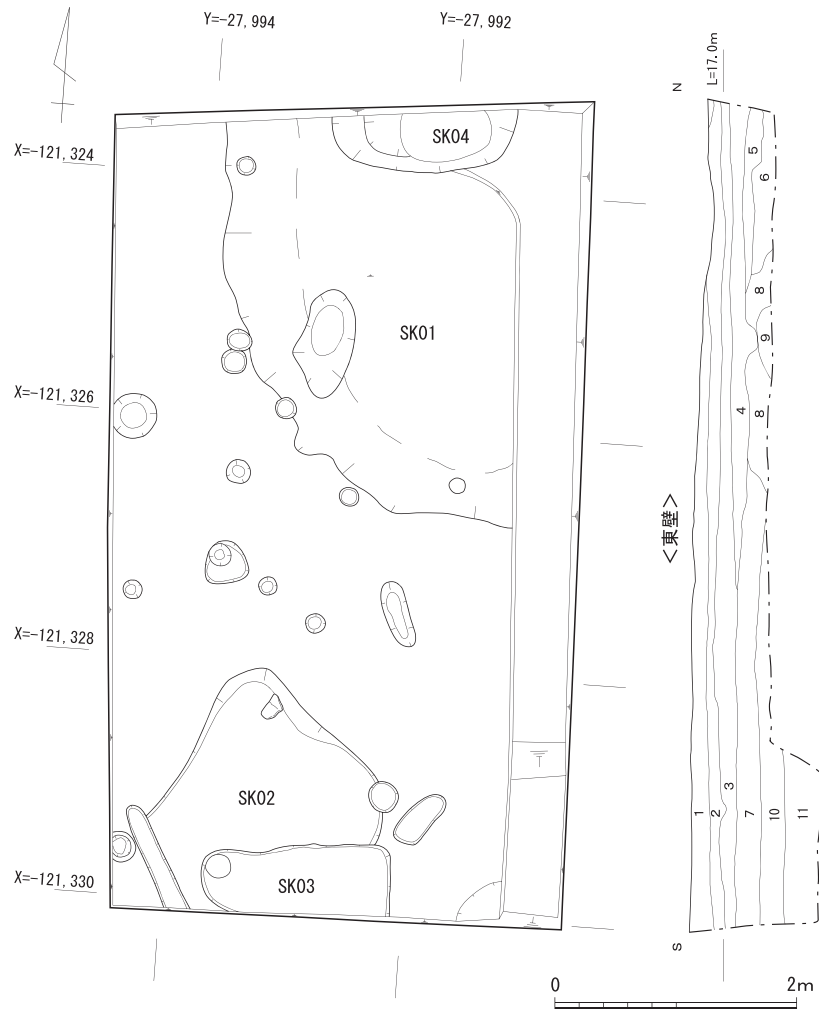 Y=-27,994
Y=-27,992
L=17.0m
N
X=-121,324
SK04
5
6
SK01
8
9
X=-121,326
4
8
<東壁>
X=-121,328
SK02
1
2
3
7
10
11
X=-121,330
SK03
S
0
2m